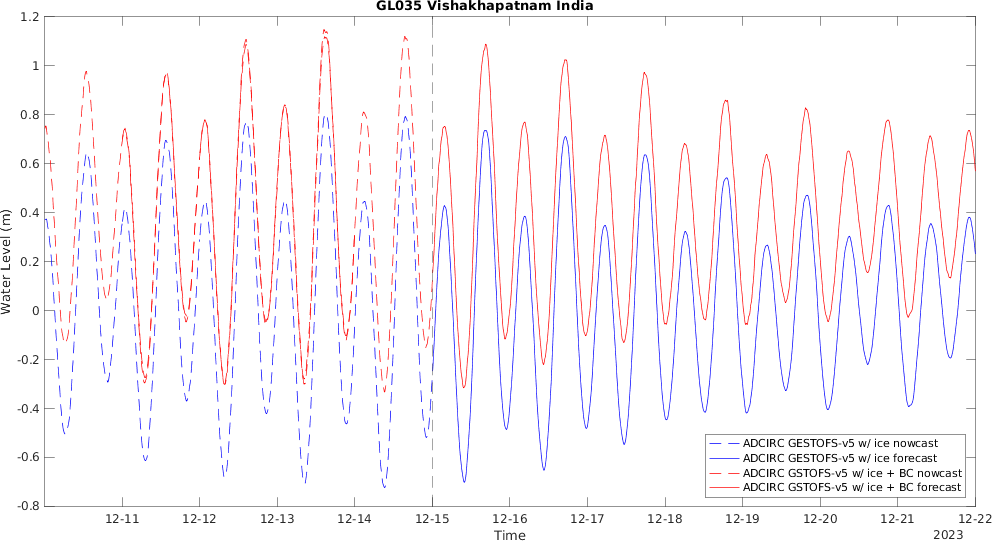 GL035 Vishakhapatnam India
1.2
1
0.8
0.6
0.4
0.2
0
-0.2
-0.4
-0.6
-0.8
Water Level (m)
ADCIRC GESTOFS-v5 w/ ice nowcast
ADCIRC GESTOFS-v5 w/ ice forecast
ADCIRC GSTOFS-v5 w/ ice + BC nowcast
ADCIRC GSTOFS-v5 w/ ice + BC forecast
12-11 12-12 12-13 12-14 12-15 12-16 12-17 12-18 12-19 12-20 12-21 12-22
Time
2023